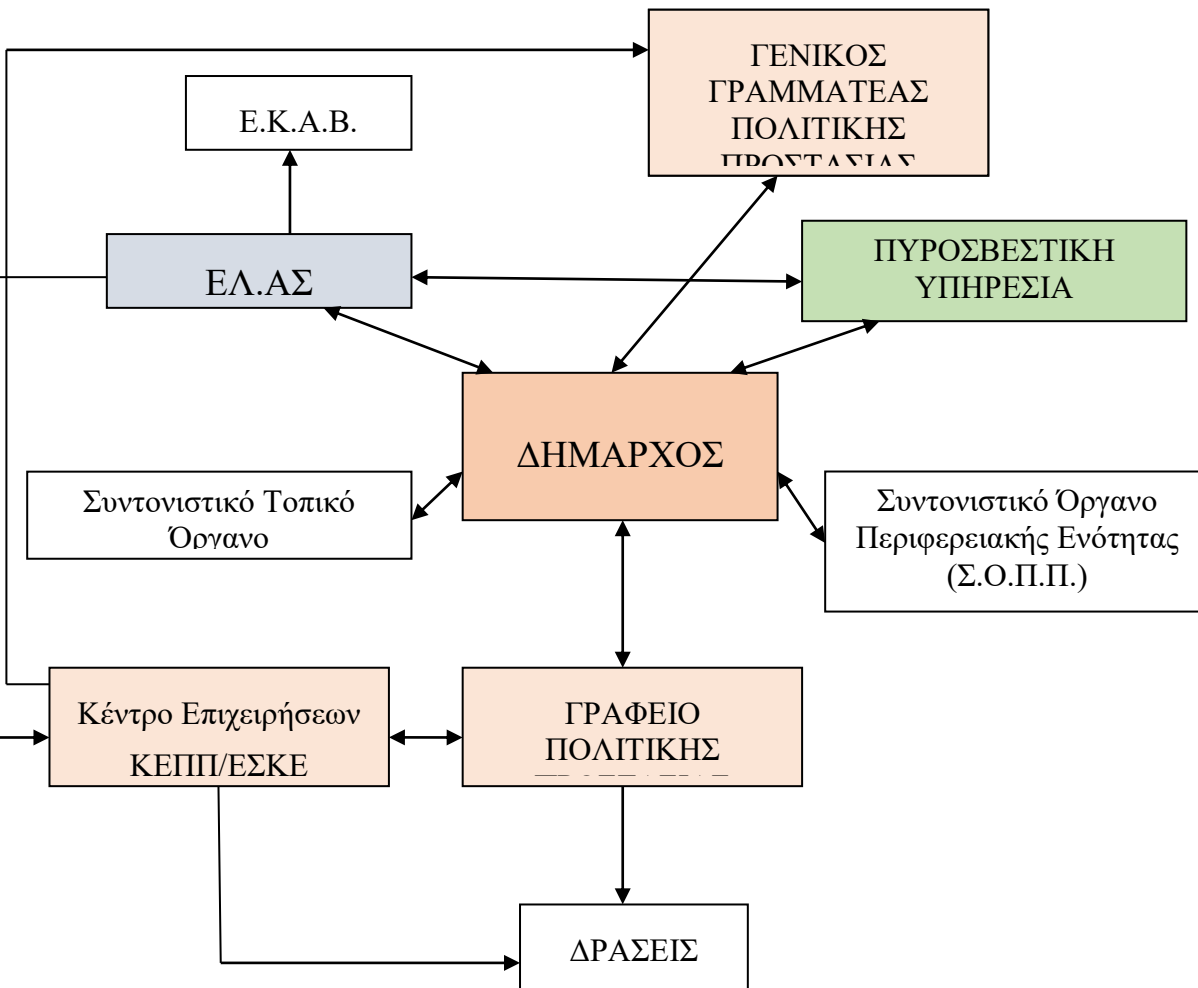 ΓΕΝΙΚΟΣ
ΓΡΑΜΜΑΤΕΑΣ
ΠΟΛΙΤΙΚΗΣ
ΠΡΟΣΤΑΣΙΑΣ
Ε.Κ.Α.Β.
ΕΛ.ΑΣ
ΠΥΡΟΣΒΕΣΤΙΚΗ
ΥΠΗΡΕΣΙΑ
ΔΗΜΑΡΧΟΣ
Συντονιστικό Τοπικό
Όργανο
Συντονιστικό Όργανο
Περιφερειακής Ενότητας
(Σ.Ο.Π.Π.)
Κέντρο Επιχειρήσεων
ΚΕΠΠ/ΕΣΚΕ
ΓΡΑΦΕΙΟ
ΠΟΛΙΤΙΚΗΣ
ΔΡΑΣΕΙΣ